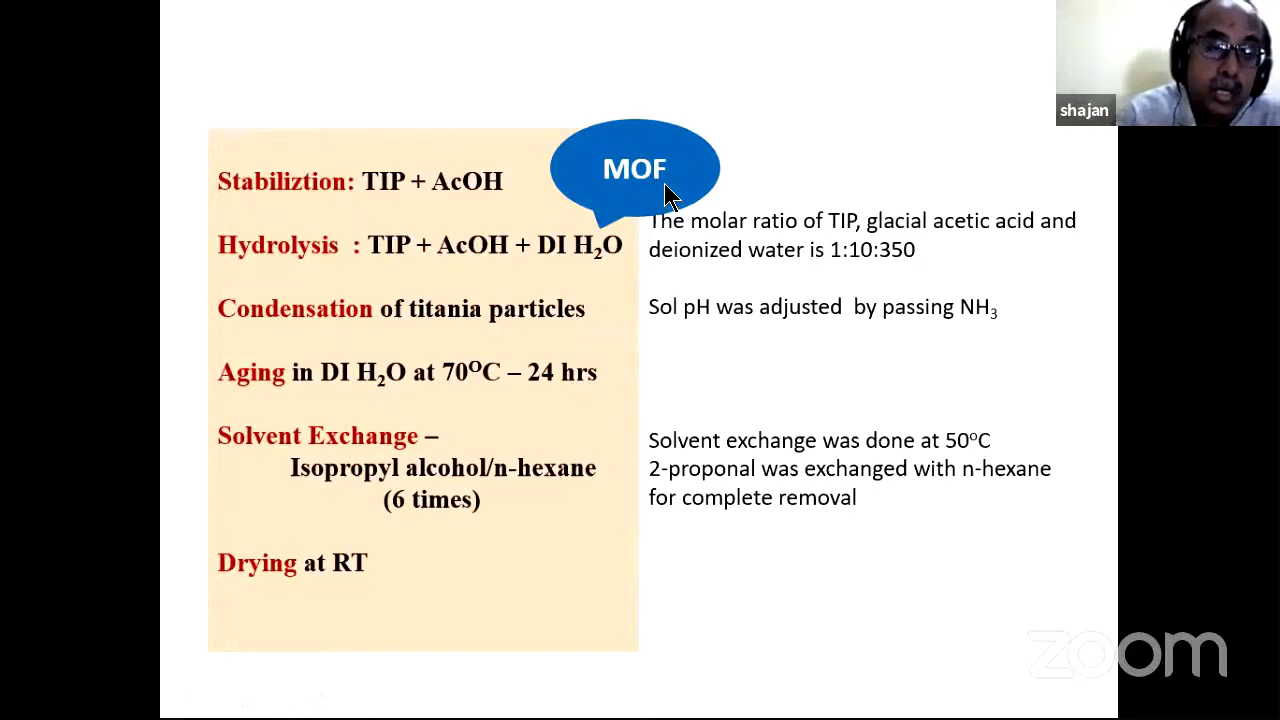 shajan
MOF
Stabiliztion: TIP + AcOH
The molar ratio of TIP, glacial acetic acid and
Hydrolysis : TIP + AcOH + DI H₂O
deionized water is 1:10:350
Condensation of titania particles
Sol pH was adjusted by passing NH₃
Aging in DI H₂O at 70ᴼC – 24 hrs
Solvent Exchange –
Isopropyl alcohol/n-hexane
(6 times)
Solvent exchange was done at 50ᵒC
2-proponal was exchanged with n-hexane
for complete removal
Drying at RT
zoom